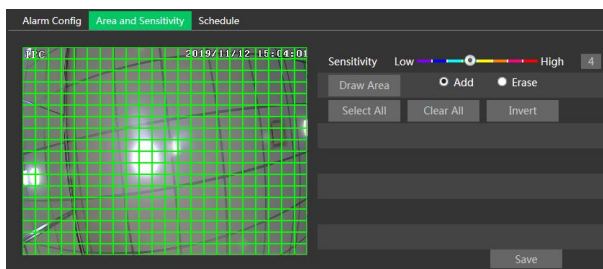 Alarm Config Area and Sensitivity Schedule
IPC 2019/11/12 15:04:01
Sensitivity Low High 4
Draw Area Add Erase
Select All Clear All Invert
Save